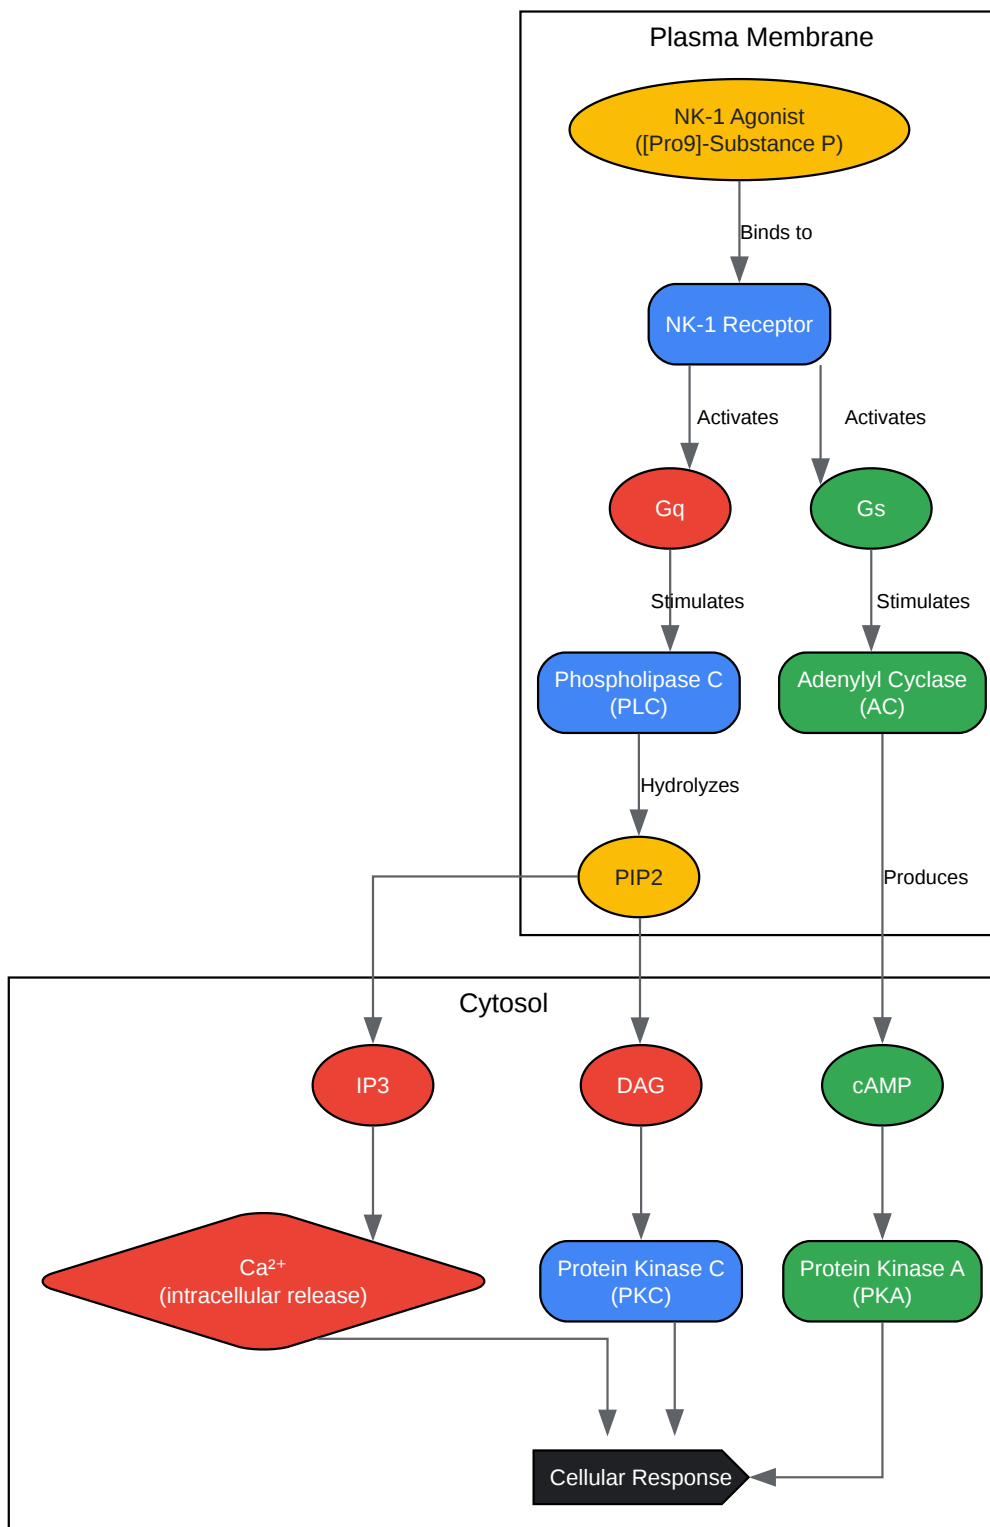 Plasma Membrane
NK-1 Agonist
([Pro9]-Substance P)
Binds to
NK-1 Receptor
Activates
Activates
Gq
Gs
Stimulates
Stimulates
Phospholipase C
(PLC)
Adenylyl Cyclase
(AC)
Hydrolyzes
PIP2
Produces
Cytosol
IP3
DAG
cAMP
Ca²⁺
(intracellular release)
Protein Kinase C
(PKC)
Protein Kinase A
(PKA)
Cellular Response